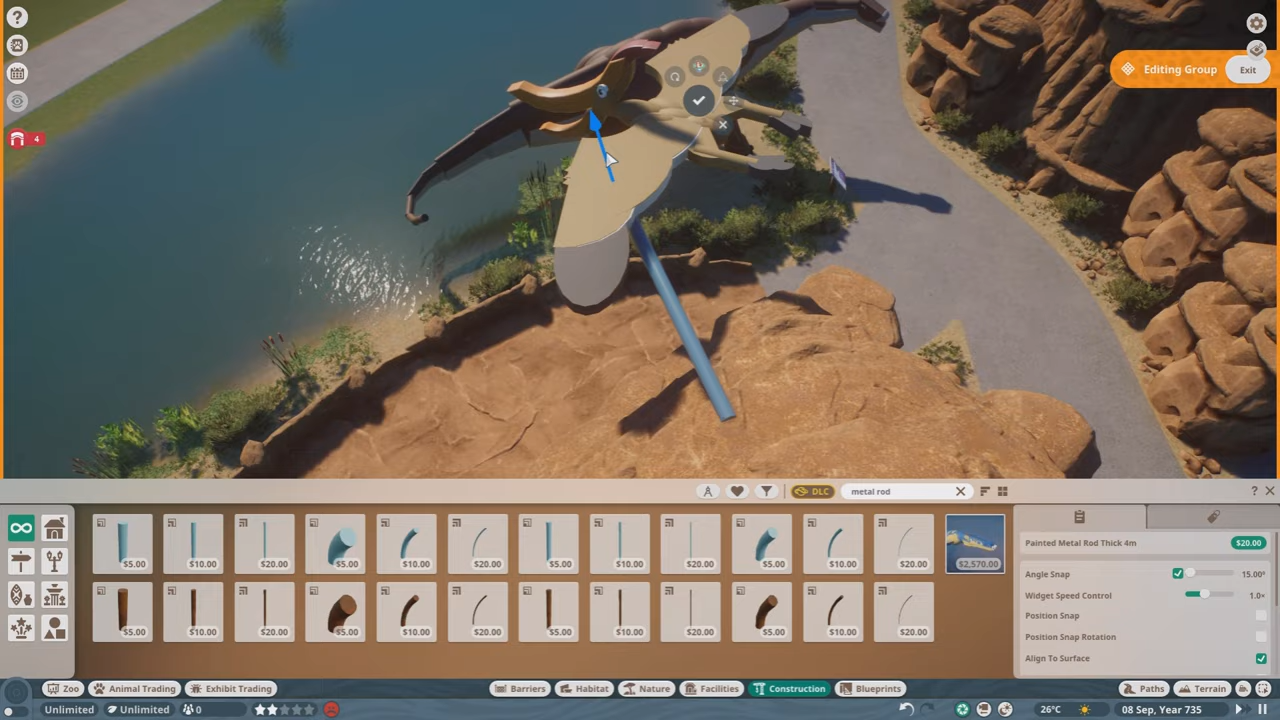 ?
Editing Group
Exit
4
DLC
metal rod
?
$5.00
$10.00
$20.00
$5.00
$10.00
$20.00
$5.00
$10.00
$20.00
$5.00
$10.00
$20.00
$2,570.00
$5.00
$10.00
$20.00
$5.00
$10.00
$20.00
$5.00
$10.00
$20.00
$5.00
$10.00
$20.00
Painted Metal Rod Thick 4m
$20.00
Angle Snap
15.00°
Widget Speed Control
1.0×
Position Snap
Position Snap Rotation
Align To Surface
Zoo
Animal Trading
Exhibit Trading
Barriers
Habitat
Nature
Facilities
Construction
Blueprints
Paths
Terrain
Unlimited
Unlimited
0
26°C
08 Sep, Year 735